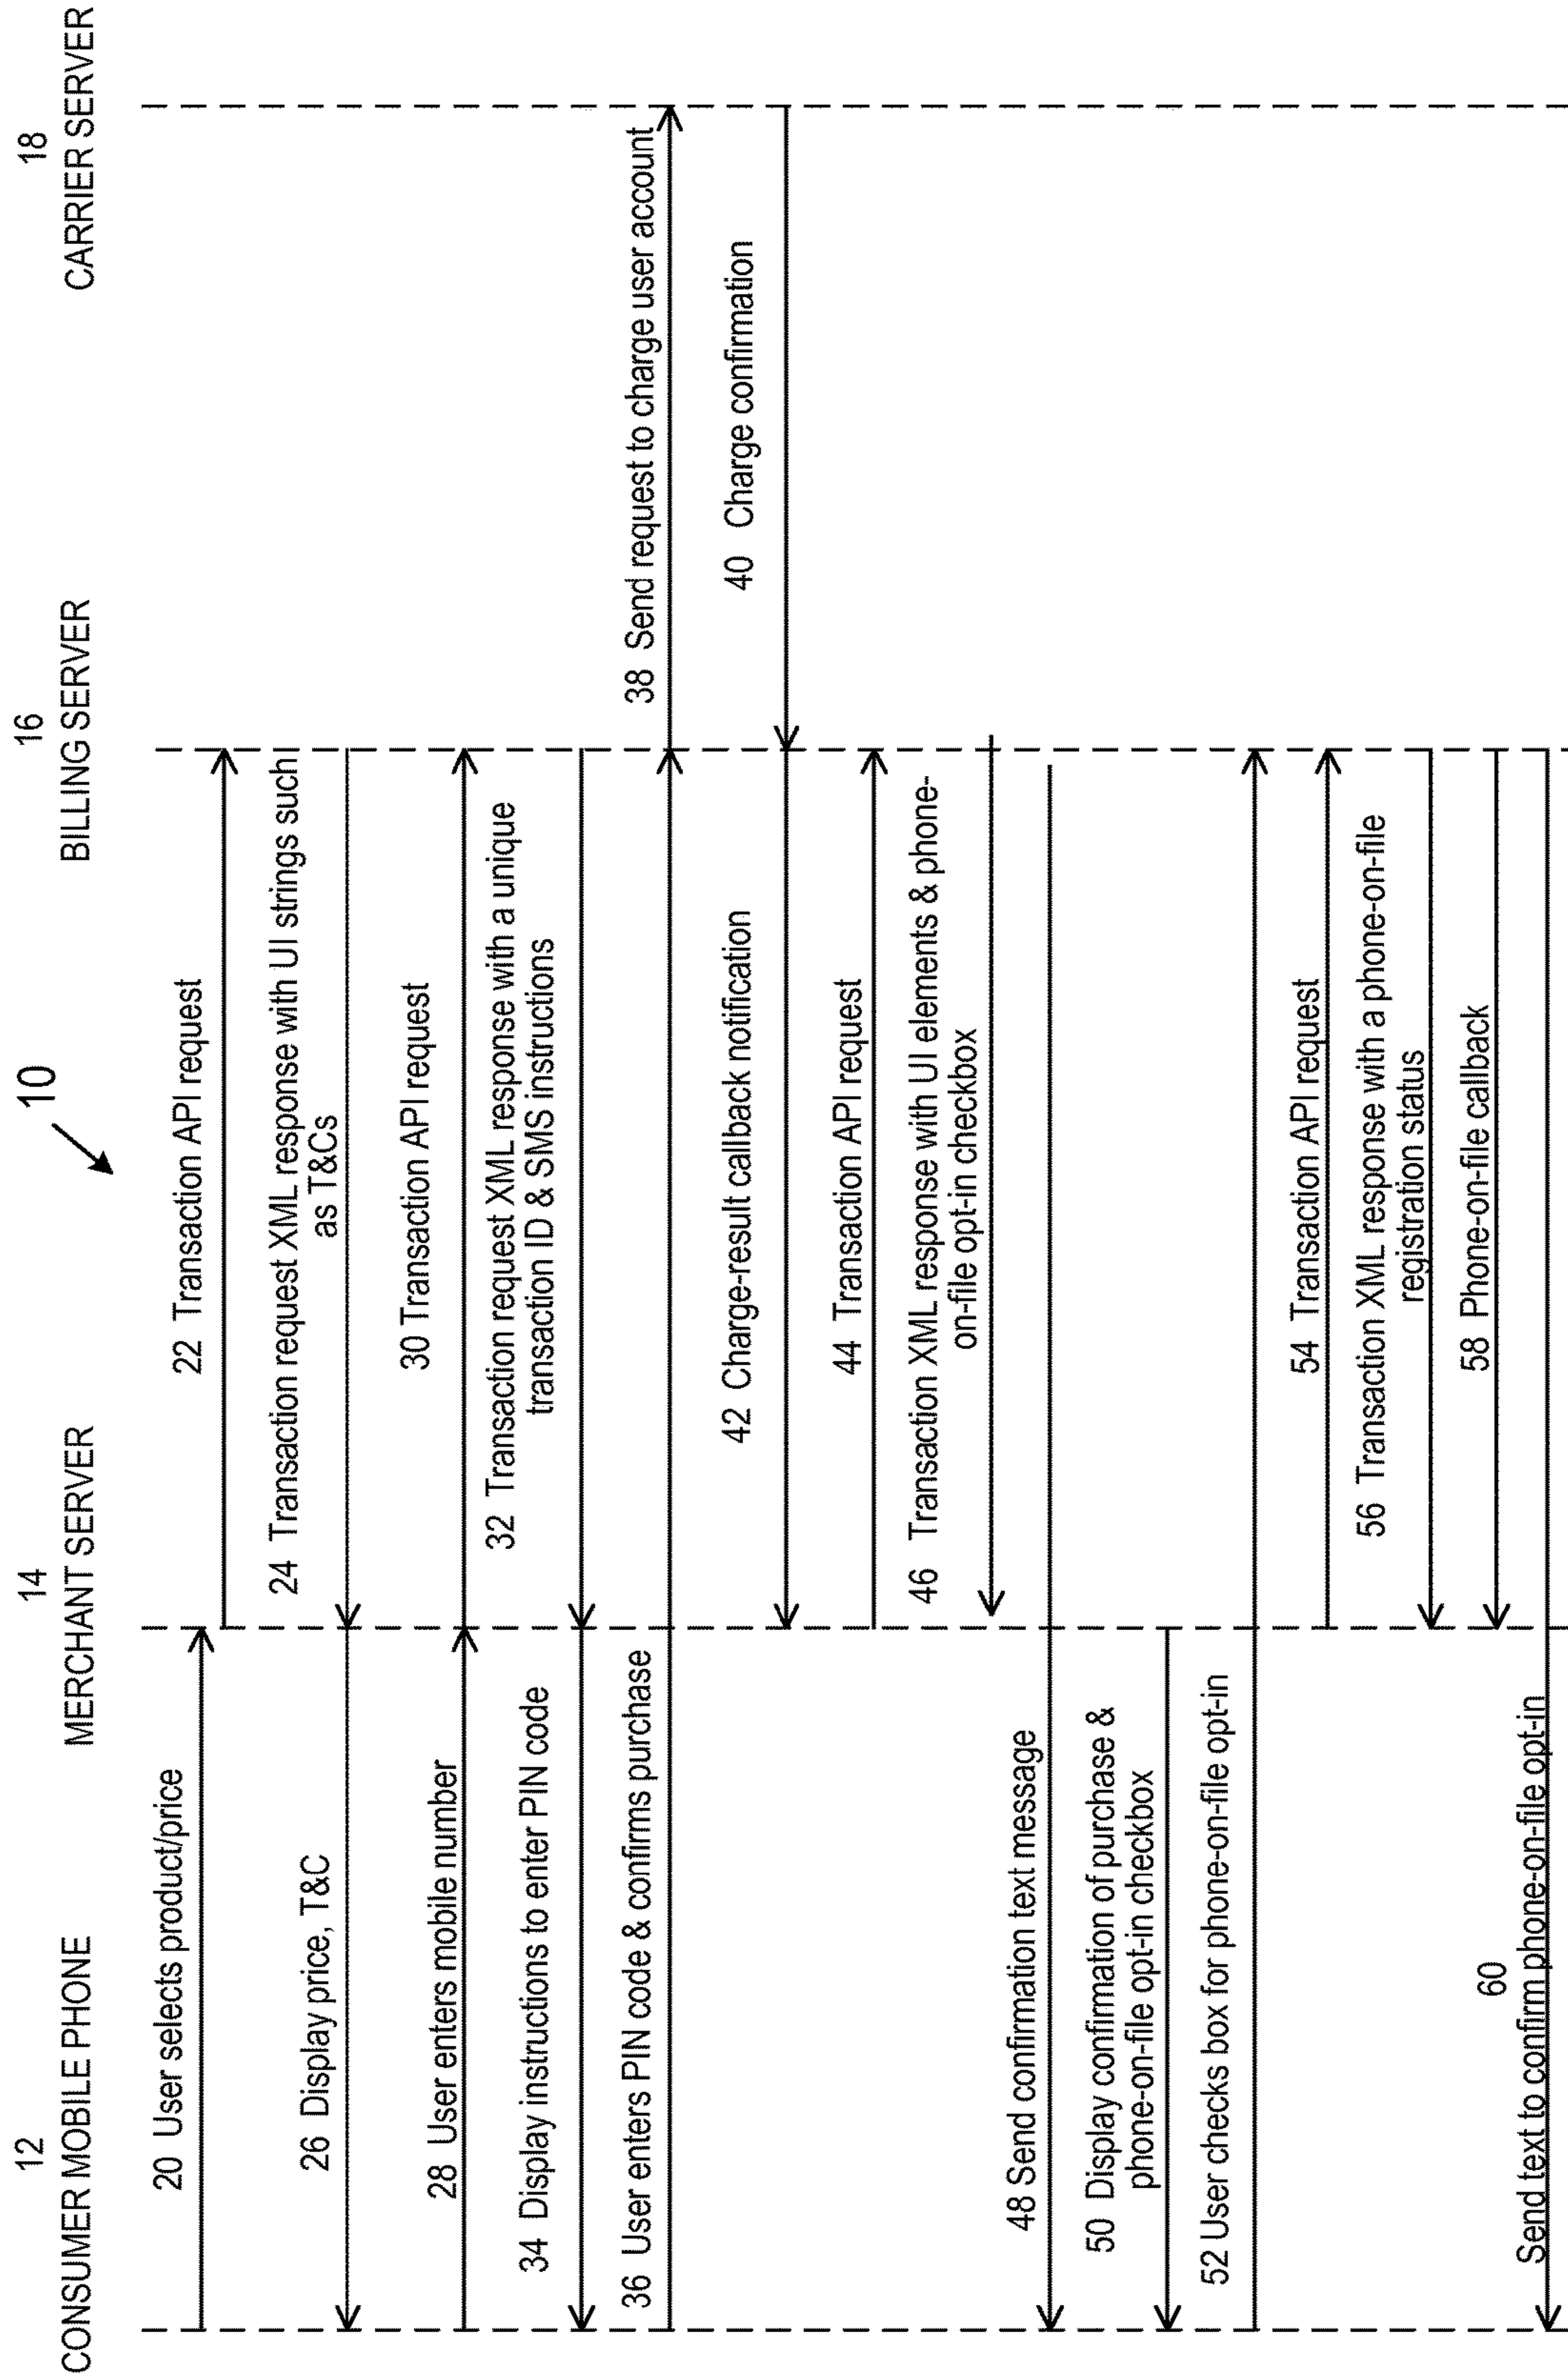 10
12
CONSUMER MOBILE PHONE
14
MERCHANT SERVER
16
BILLING SERVER
18
CARRIER SERVER
20 User selects product/price
22 Transaction API request
24 Transaction request XML response with UI strings such
as T&Cs
26 Display price, T&C
28 User enters mobile number
30 Transaction API request
32 Transaction request XML response with a unique
transaction ID & SMS instructions
34 Display instructions to enter PIN code
36 User enters PIN code & confirms purchase
38 Send request to charge user account
40 Charge confirmation
42 Charge-result callback notification
44 Transaction API request
46 Transaction XML response with UI elements & phone-
on-file opt-in checkbox
48 Send confirmation text message
50 Display confirmation of purchase &
phone-on-file opt-in checkbox
52 User checks box for phone-on-file opt-in
54 Transaction API request
56 Transaction XML response with a phone-on-file
registration status
58 Phone-on-file callback
60
Send text to confirm phone-on-file opt-in